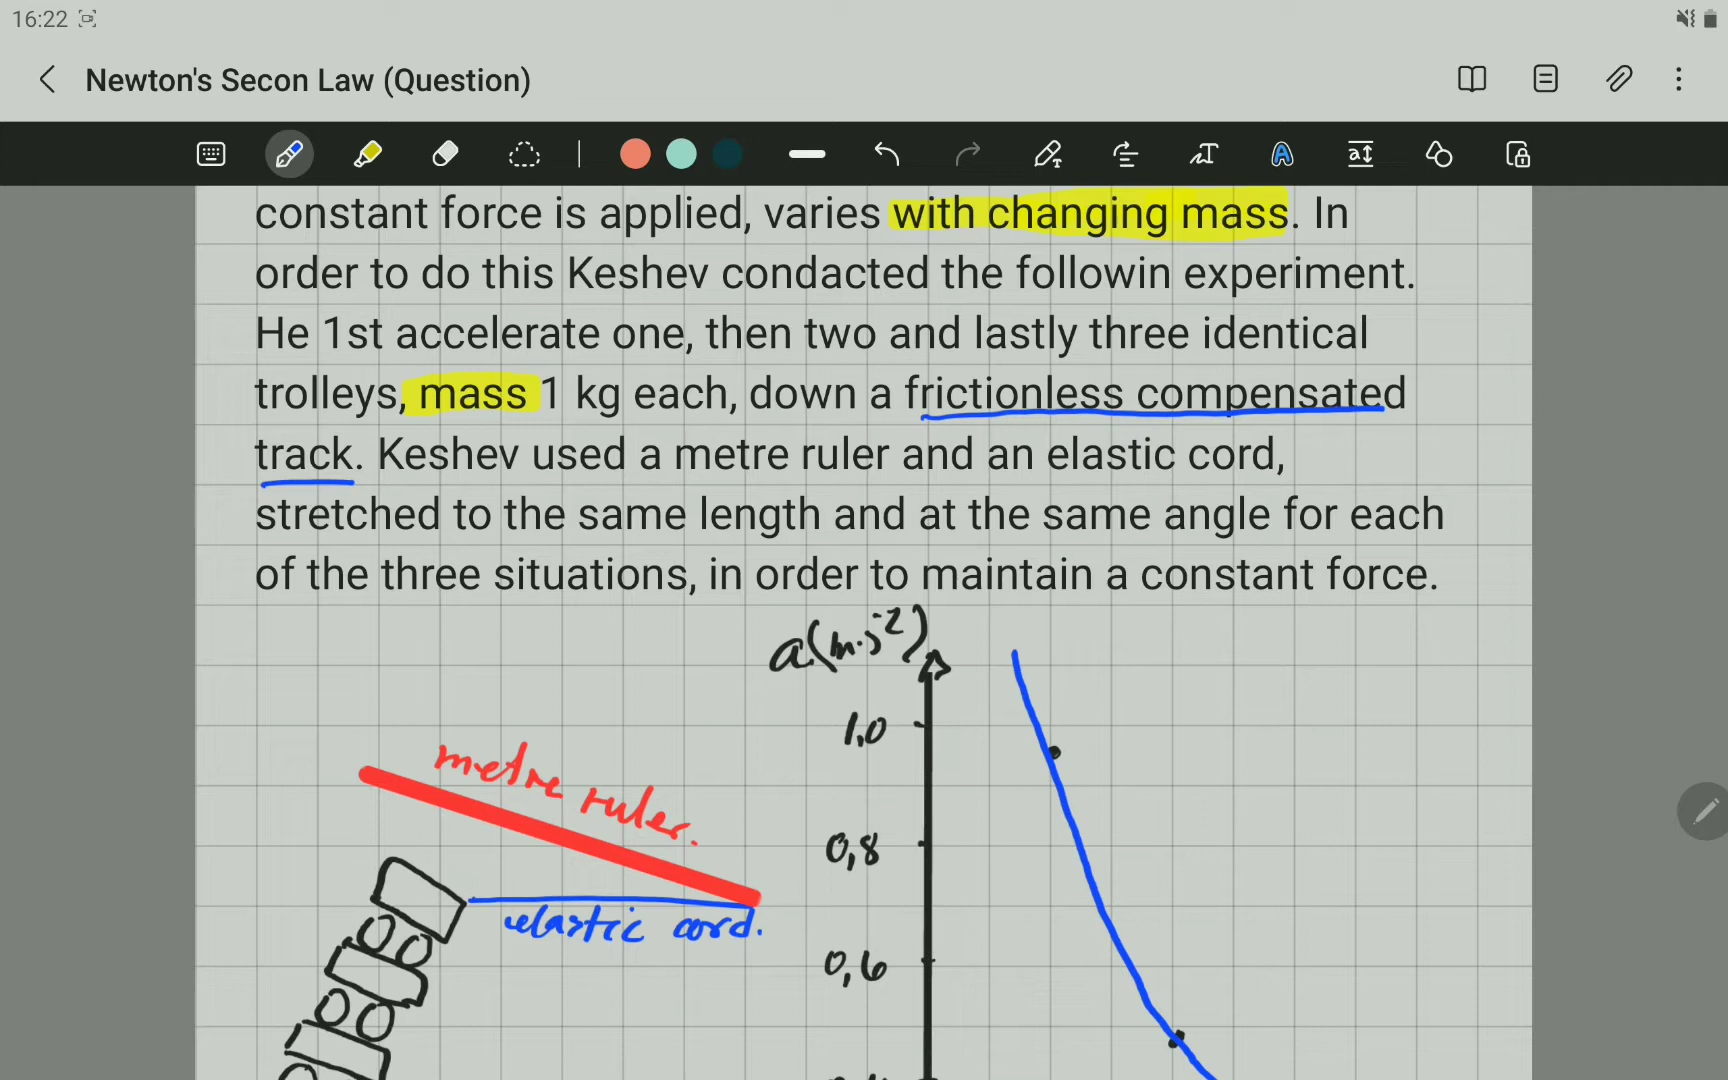 16:22
Newton's Secon Law (Question)
constant force is applied, varies with changing mass. In
order to do this Keshev condacted the followin experiment.
He 1st accelerate one, then two and lastly three identical
trolleys, mass 1 kg each, down a frictionless compensated
track. Keshev used a metre ruler and an elastic cord,
stretched to the same length and at the same angle for each
of the three situations, in order to maintain a constant force.
a(m·s⁻²)
1,0
metre ruler.
0,8
elastic cord.
0,6